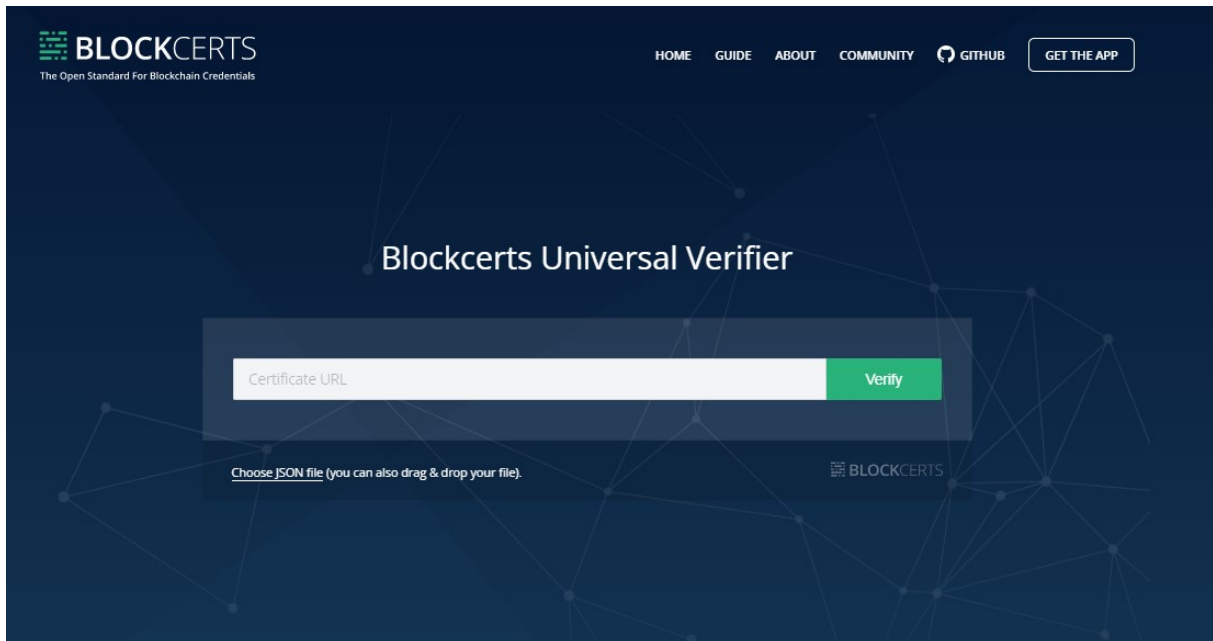 BLOCKCERTS
The Open Standard For Blockchain Credentials
HOME GUIDE ABOUT COMMUNITY GITHUB GET THE APP
Blockcerts Universal Verifier
Certificate URL Verify
Choose JSON file (you can also drag & drop your file).
BLOCKCERTS